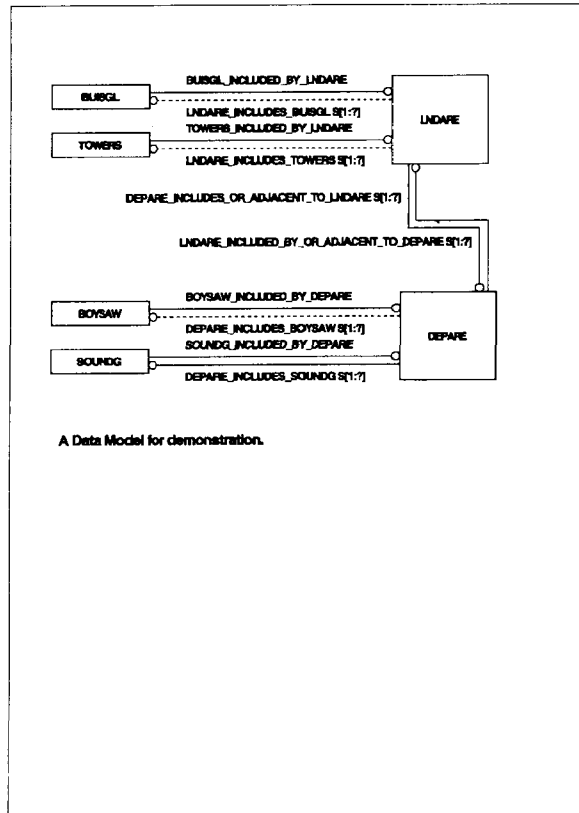 BUISGL_INCLUDED_BY_LNDARE
BUISGL
LNDARE_INCLUDES_BUISGL S[1:?]
LNDARE
TOWERS_INCLUDED_BY_LNDARE
TOWERS
LNDARE_INCLUDES_TOWERS S[1:?]
DEPARE_INCLUDES_OR_ADJACENT_TO_LNDARE S[1:?]
LNDARE_INCLUDED_BY_OR_ADJACENT_TO_DEPARE S[1:?]
BOYSAW_INCLUDED_BY_DEPARE
BOYSAW
DEPARE_INCLUDES_BOYSAW S[1:?]
DEPARE
SOUNDG_INCLUDED_BY_DEPARE
SOUNDG
DEPARE_INCLUDES_SOUNDG S[1:?]
A Data Model for demonstration.